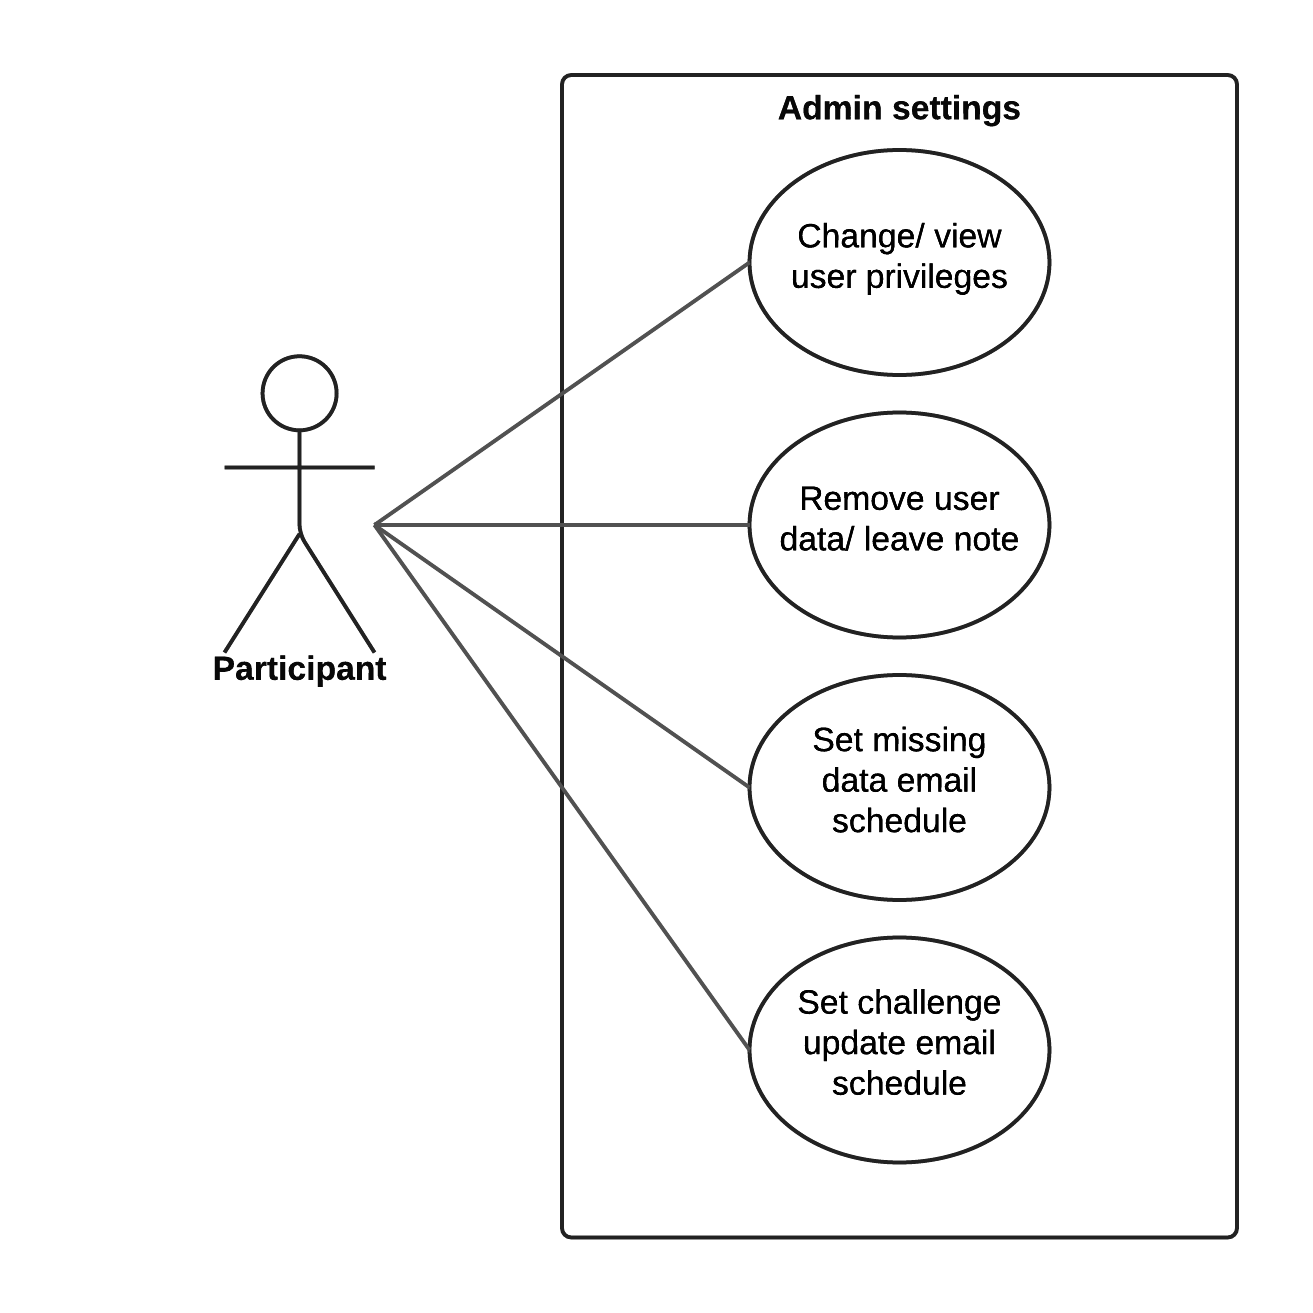 Admin settings
Change/ view
user privileges
Remove user
data/ leave note
Participant
Set missing
data email
schedule
Set challenge
update email
schedule